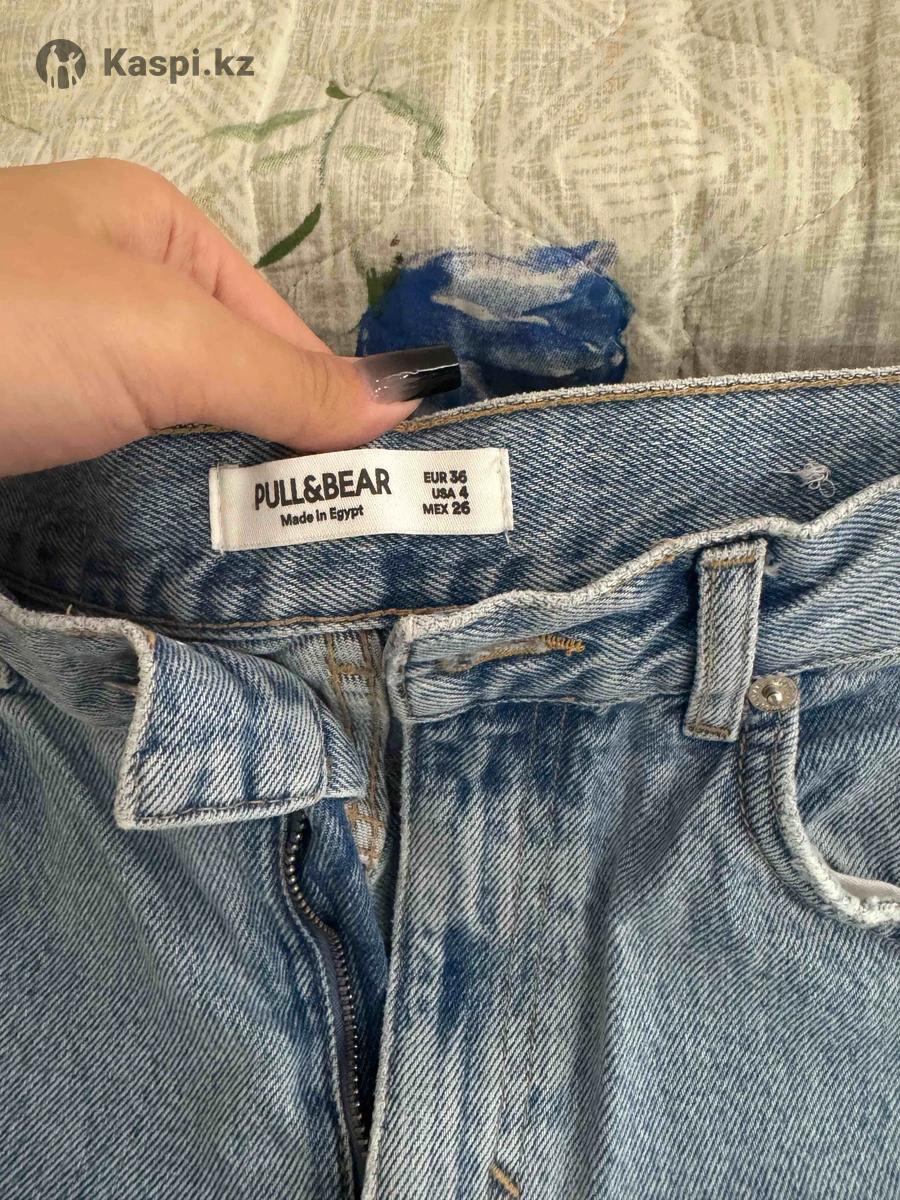 Kaspi.kz
PULL&BEAR
Made in Egypt
EUR 36
USA 4
MEX 26